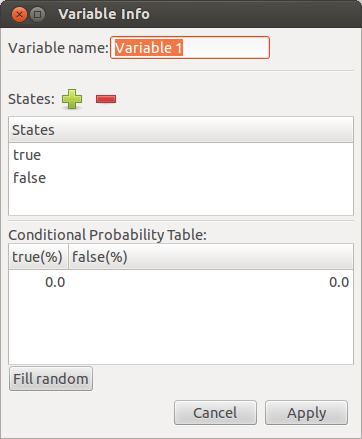 Variable Info
Variable name: Variable 1
States:
States
true
false
Conditional Probability Table:
true(%) false(%)
0.0 0.0
Fill random
Cancel Apply